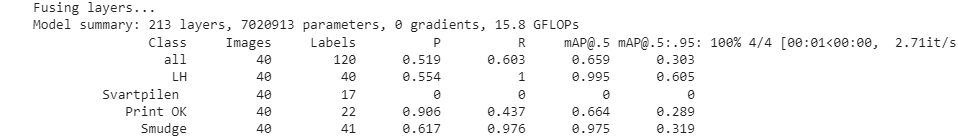 Fusing layers...
Model summary: 213 layers, 7020913 parameters, 0 gradients, 15.8 GFLOPs
Class Images Labels P R mAP@.5 mAP@.5:.95: 100% 4/4 [00:01<00:00, 2.71it/s
all 40 120 0.519 0.603 0.659 0.303
LH 40 40 0.554 1 0.995 0.605
Svartpilen 40 17 0 0 0 0
Print OK 40 22 0.906 0.437 0.664 0.289
Smudge 40 41 0.617 0.976 0.975 0.319